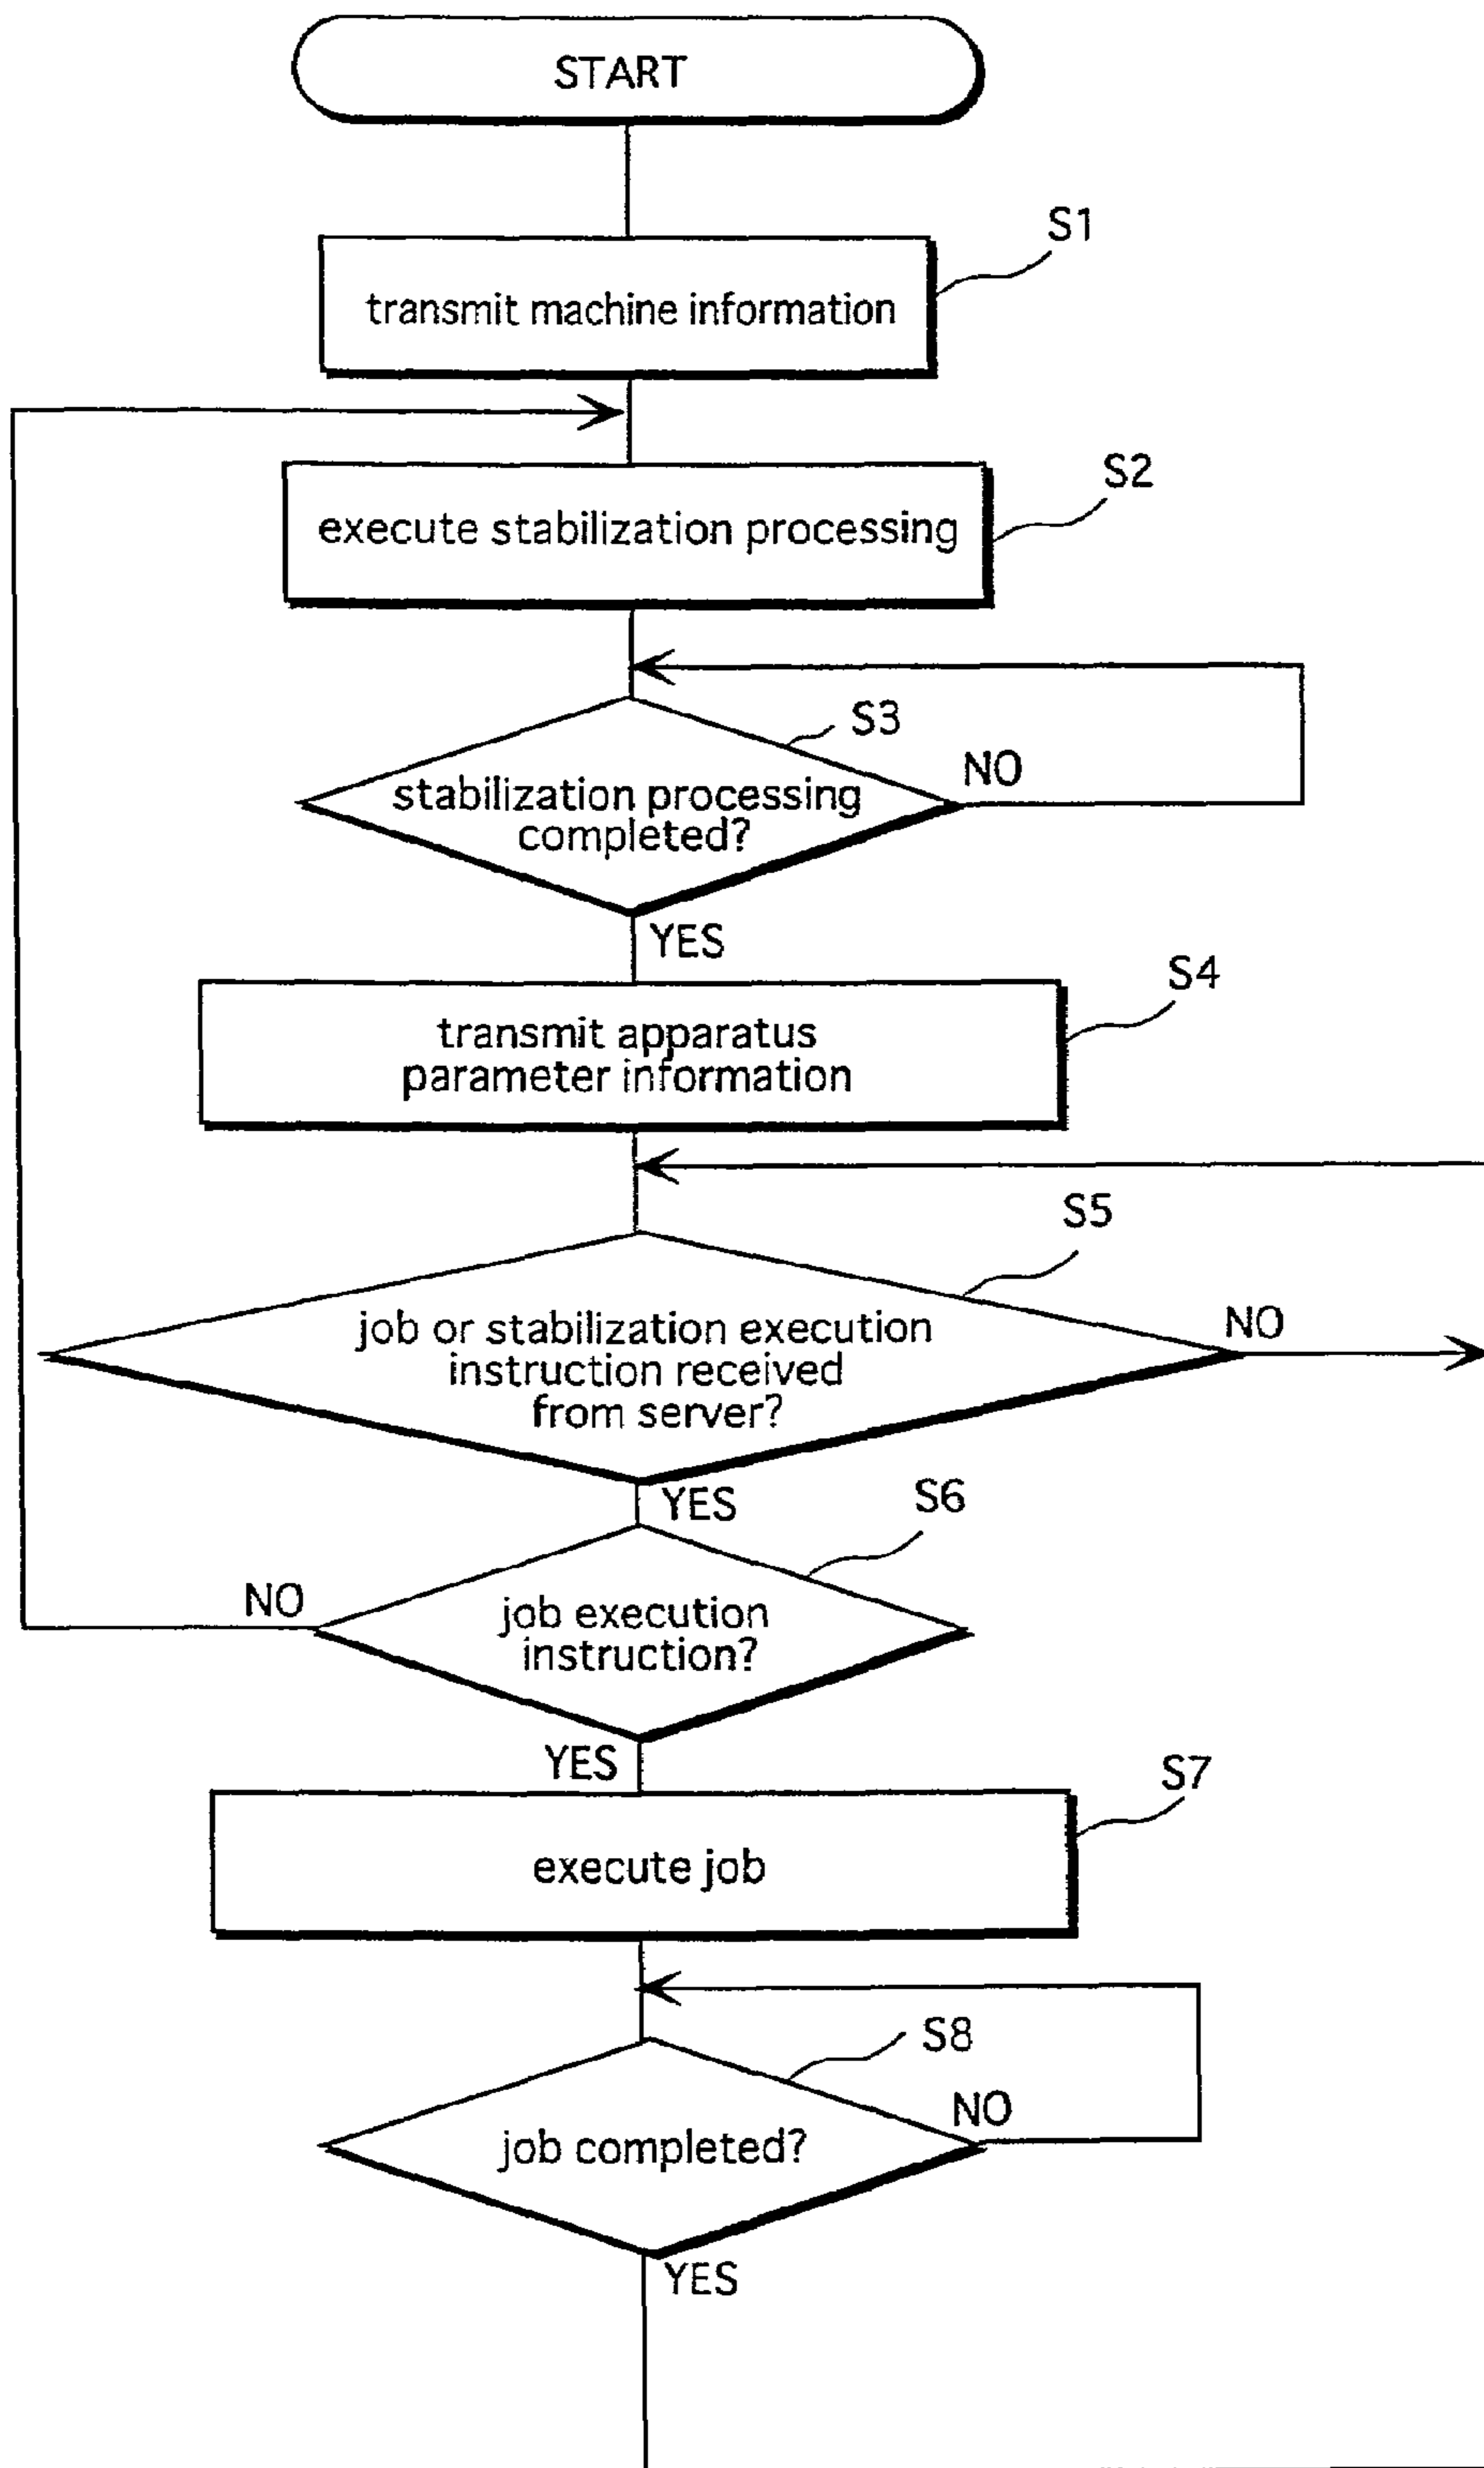 START
S1
transmit machine information
S2
execute stabilization processing
S3
NO
stabilization processing
completed?
YES
S4
transmit apparatus
parameter information
S5
NO
job or stabilization execution
instruction received
from server?
YES
S6
NO
job execution
instruction?
YES
S7
execute job
S8
NO
job completed?
YES